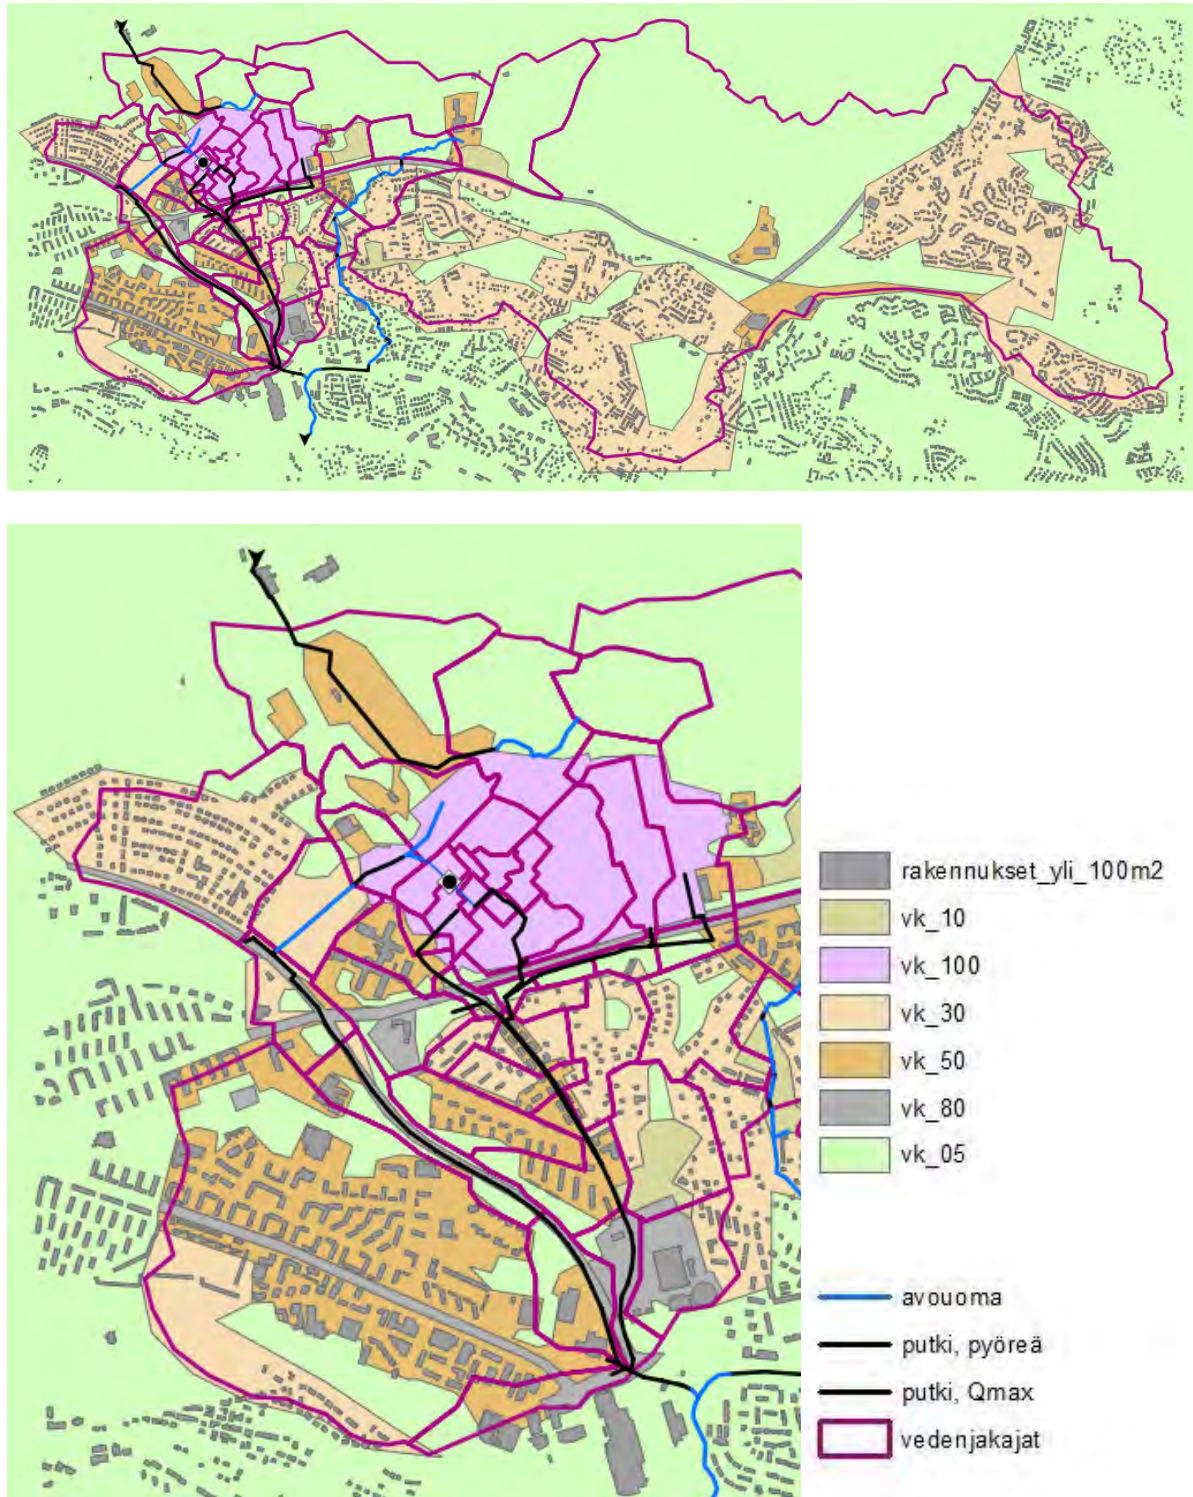 rakennukset_yli_100m2
vk_10
vk_100
vk_30
vk_50
vk_80
vk_05
avouoma
putki, pyöreä
putki, Qmax
vedenjakajat